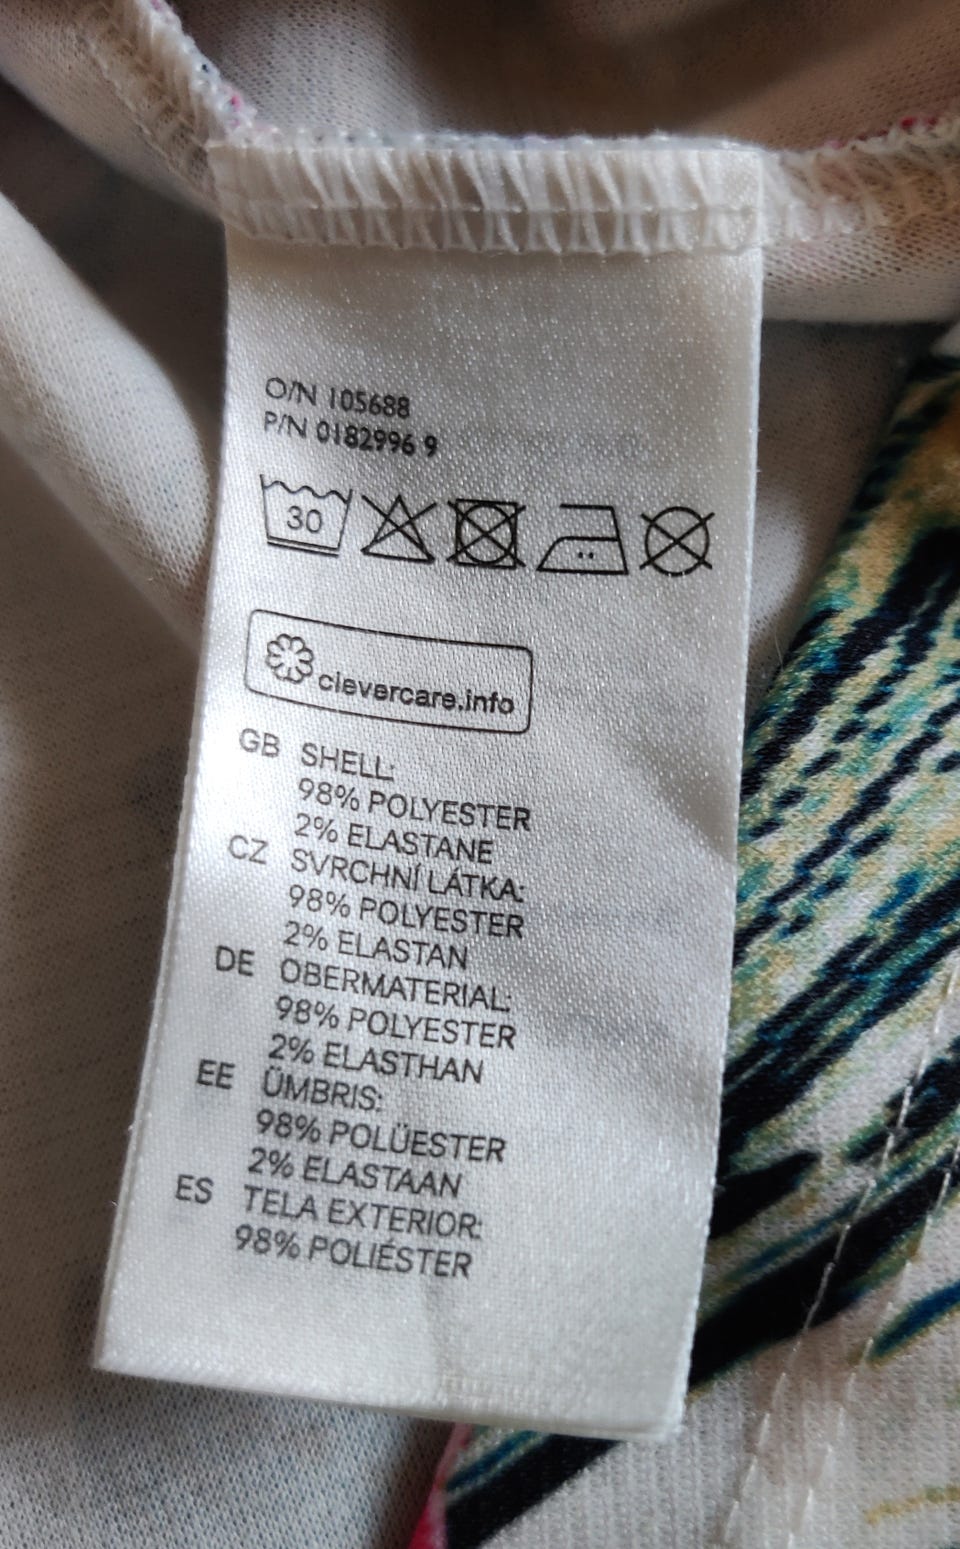 O/N 105688
P/N 0182996 9
30
clevercare.info
GB SHELL:
98% POLYESTER
2% ELASTANE
CZ SVRCHNÍ LÁTKA:
98% POLYESTER
2% ELASTAN
DE OBERMATERIAL:
98% POLYESTER
2% ELASTHAN
EE ÜMBRIS:
98% POLÜESTER
2% ELASTAAN
ES TELA EXTERIOR:
98% POLIÉSTER